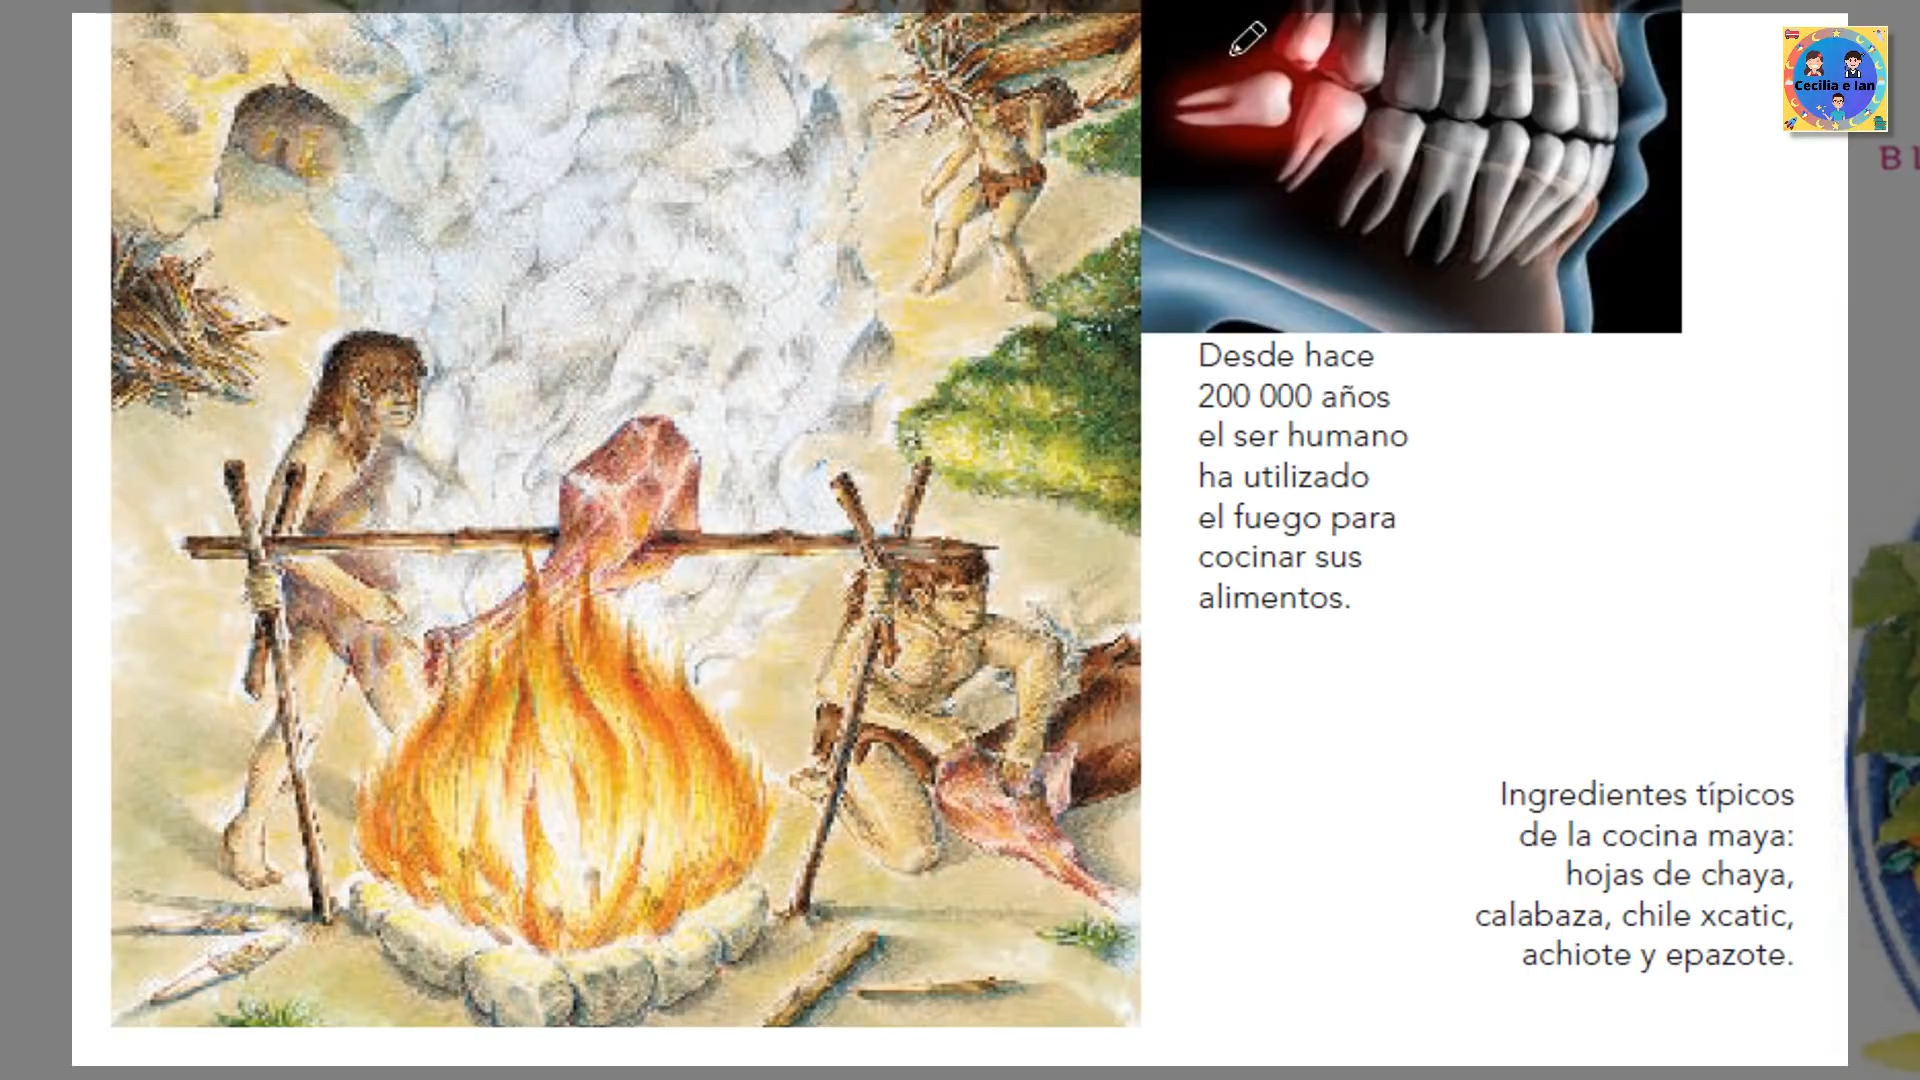 Cecilia e Ian
Desde hace
200 000 años
el ser humano
ha utilizado
el fuego para
cocinar sus
alimentos.
Ingredientes típicos
de la cocina maya:
hojas de chaya,
calabaza, chile xcatic,
achiote y epazote.